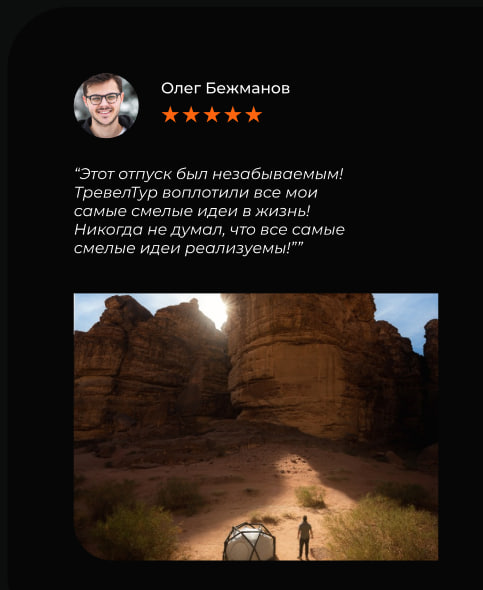 Олег Бежманов
“Этот отпуск был незабываемым!
ТревелТур воплотили все мои
самые смелые идеи в жизнь!
Никогда не думал, что все самые
смелые идеи реализуемы!””